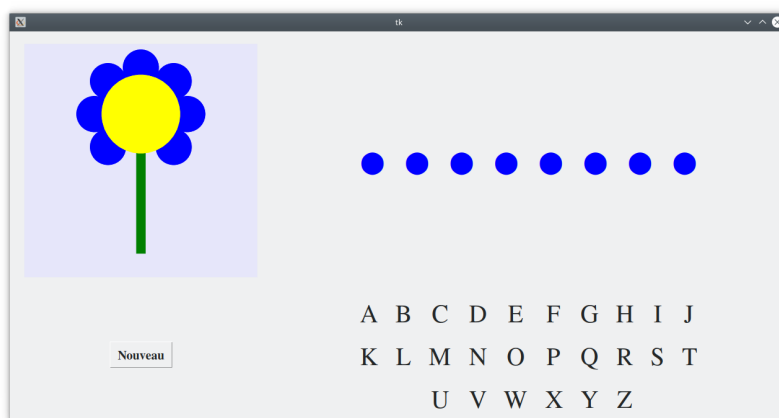 tk
A B C D E F G H I J
K L M N O P Q R S T
U V W X Y Z
Nouveau